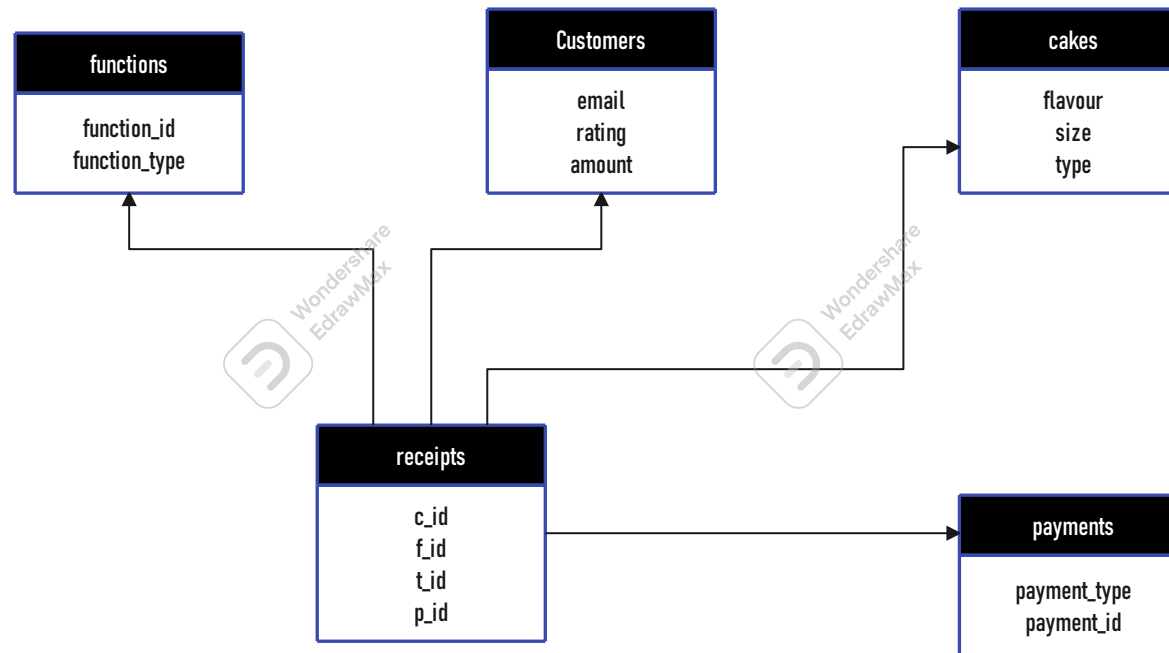 functions
function_id
function_type
Customers
email
rating
amount
cakes
flavour
size
type
Wondershare
EdrawMax
Wondershare
EdrawMax
receipts
c_id
f_id
t_id
p_id
payments
payment_type
payment_id